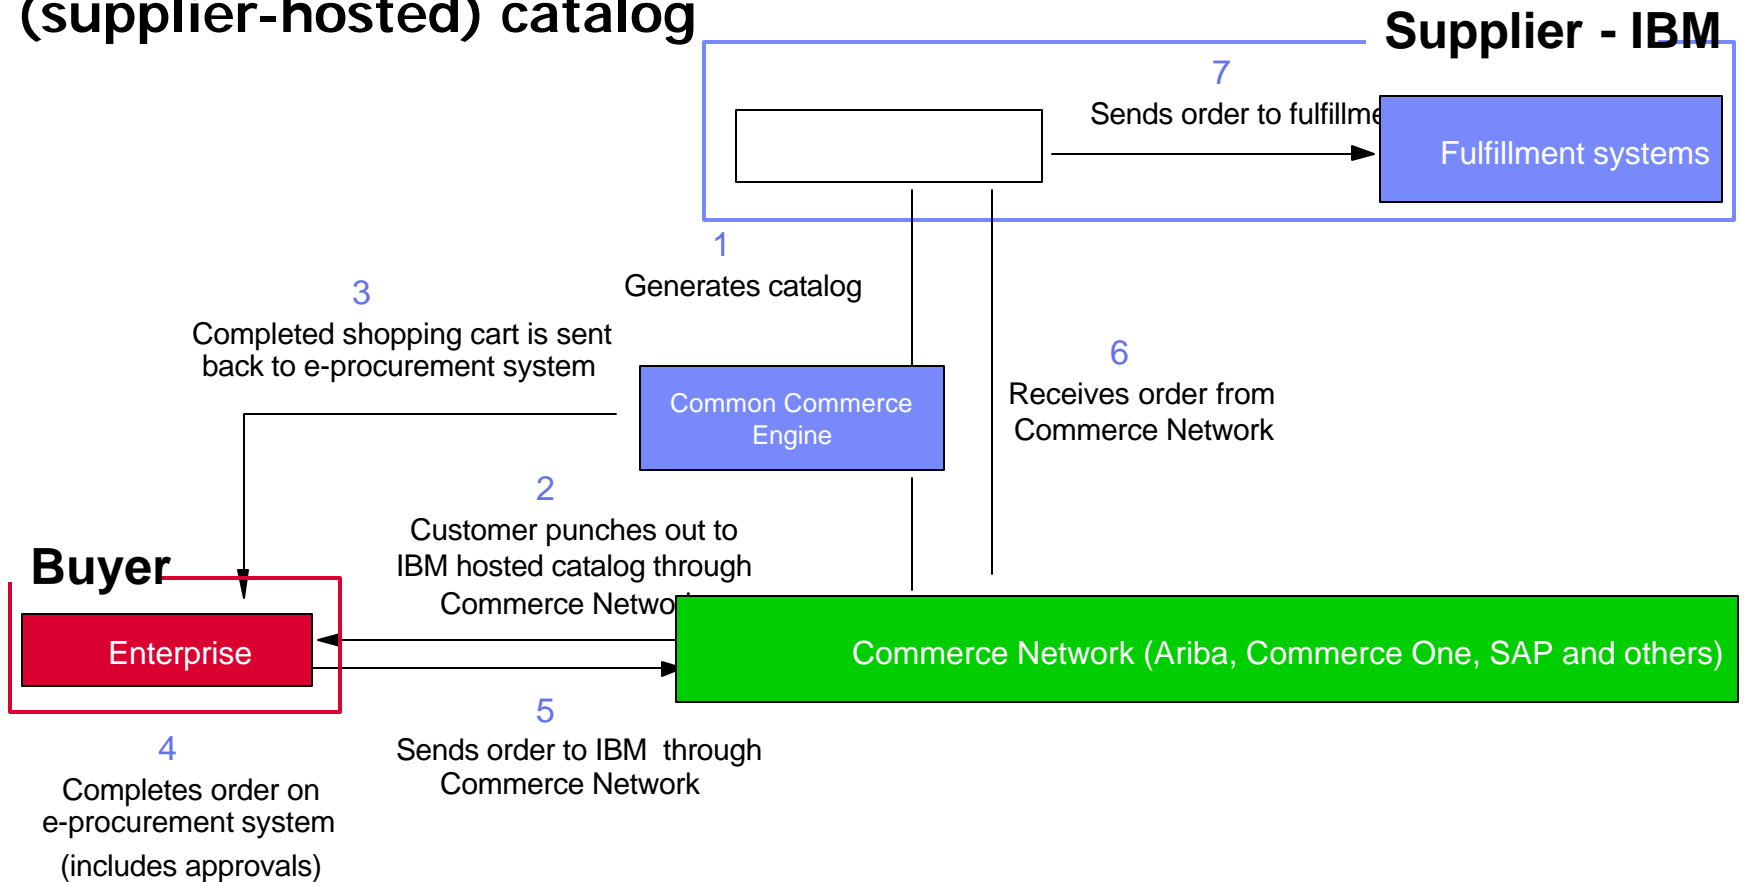 (supplier-hosted) catalog
Supplier - IBM
7
Sends order to fulfillme
Fulfillment systems
1
Generates catalog
3
Completed shopping cart is sent
back to e-procurement system
6
Receives order from
Commerce Network
Common Commerce
Engine
2
Customer punches out to
IBM hosted catalog through
Commerce Networ
Buyer
Enterprise
Commerce Network (Ariba, Commerce One, SAP and others)
5
Sends order to IBM through
Commerce Network
4
Completes order on
e-procurement system
(includes approvals)